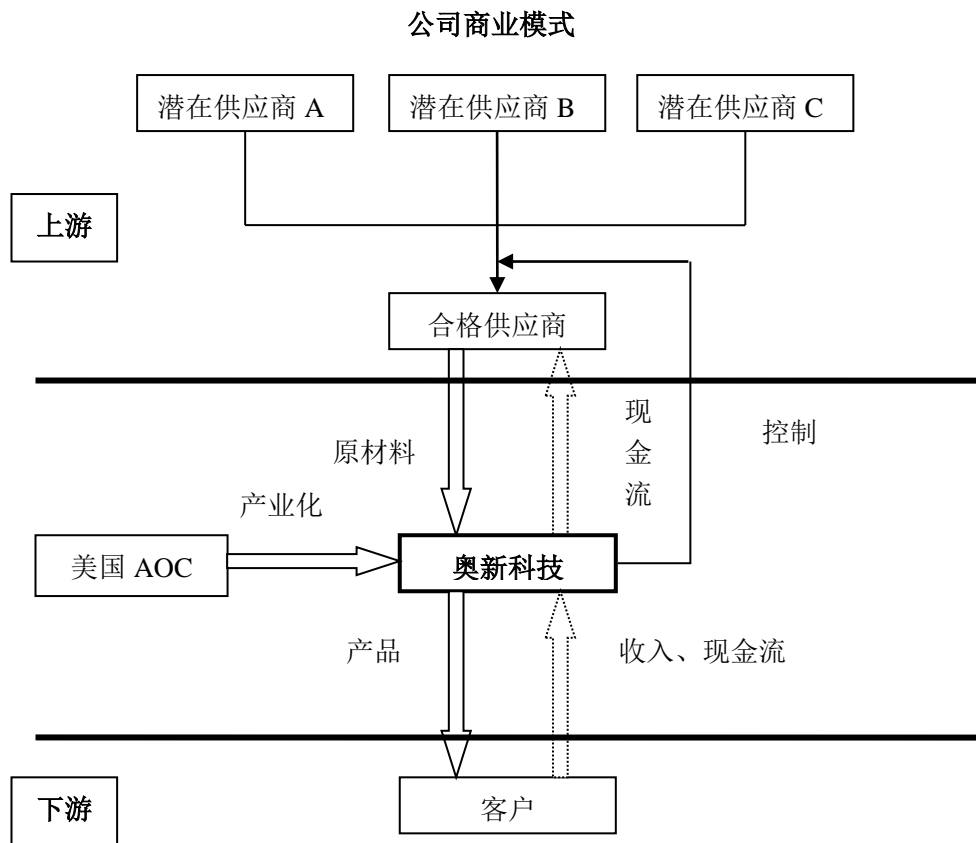 公司商业模式
潜在供应商 A
潜在供应商 B
潜在供应商 C
上游
合格供应商
现
金
流
控制
原材料
产业化
美国 AOC
奥新科技
产品
收入、现金流
下游
客户